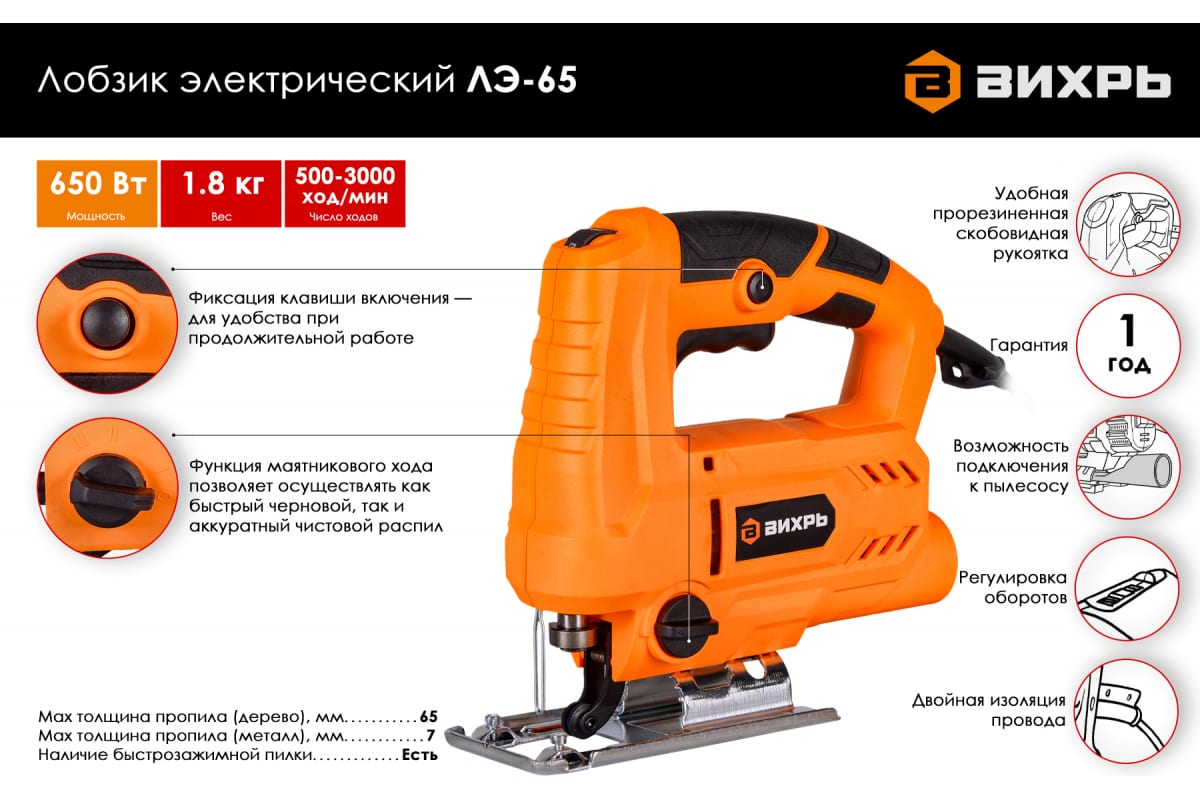 Лобзик электрический ЛЭ-65
ВИХРЬ
650 Вт
Мощность
1.8 кг
Вес
500-3000
ход/мин
Число ходов
Фиксация клавиши включения —
для удобства при
продолжительной работе
Функция маятникового хода
позволяет осуществлять как
быстрый черновой, так и
аккуратный чистовой распил
ВИХРЬ
Удобная
прорезиненная
скобовидная
рукоятка
Гарантия
1
год
Возможность
подключения
к пылесосу
Регулировка
оборотов
Двойная изоляция
провода
Max толщина пропила (дерево), мм...........65
Max толщина пропила (металл), мм...........7
Наличие быстрозажимной пилки.............Есть